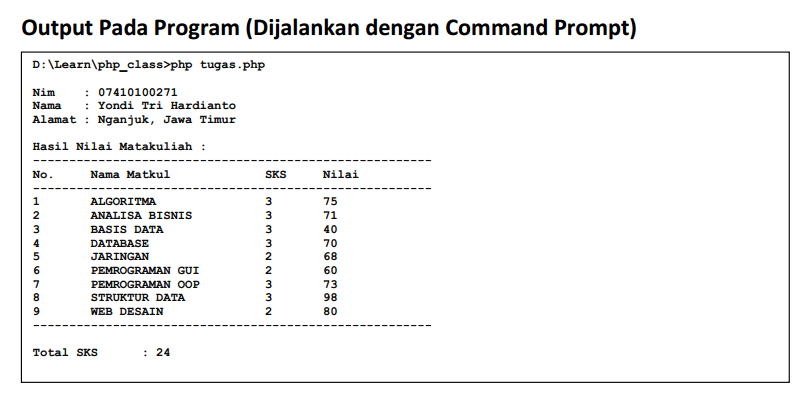 Output Pada Program (Dijalankan dengan Command Prompt)
D:\Learn\php_class>php tugas.php
Nim    : 07410100271
Nama   : Yondi Tri Hardianto
Alamat : Nganjuk, Jawa Timur
Hasil Nilai Matakuliah :
-------------------------------------------------------
No.     Nama Matkul             SKS     Nilai
-------------------------------------------------------
1       ALGORITMA               3       75
2       ANALISA BISNIS          3       71
3       BASIS DATA              3       40
4       DATABASE                3       70
5       JARINGAN                2       68
6       PEMROGRAMAN GUI         2       60
7       PEMROGRAMAN OOP         3       73
8       STRUKTUR DATA           3       98
9       WEB DESAIN              2       80
-------------------------------------------------------
Total SKS      : 24